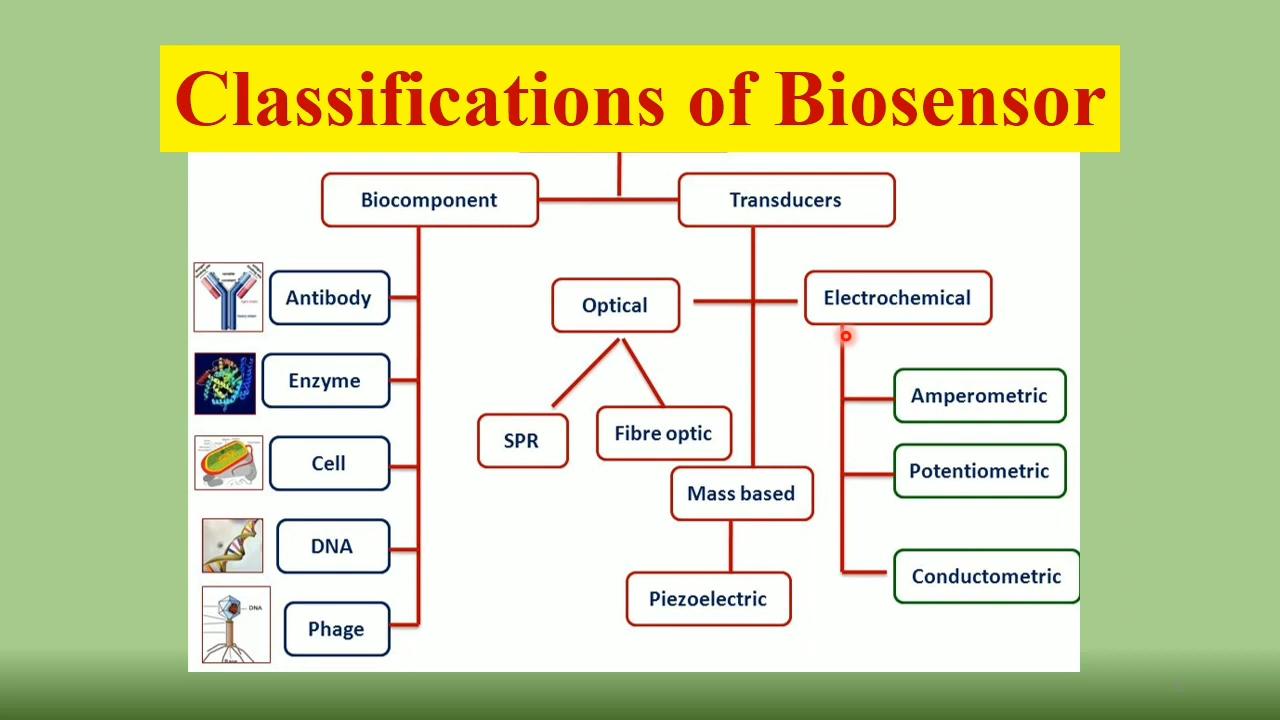 Classifications of Biosensor
Biocomponent
Transducers
Antibody
Enzyme
Cell
DNA
Phage
DNA
Optical
SPR
Fibre optic
Mass based
Piezoelectric
Electrochemical
Amperometric
Potentiometric
Conductometric